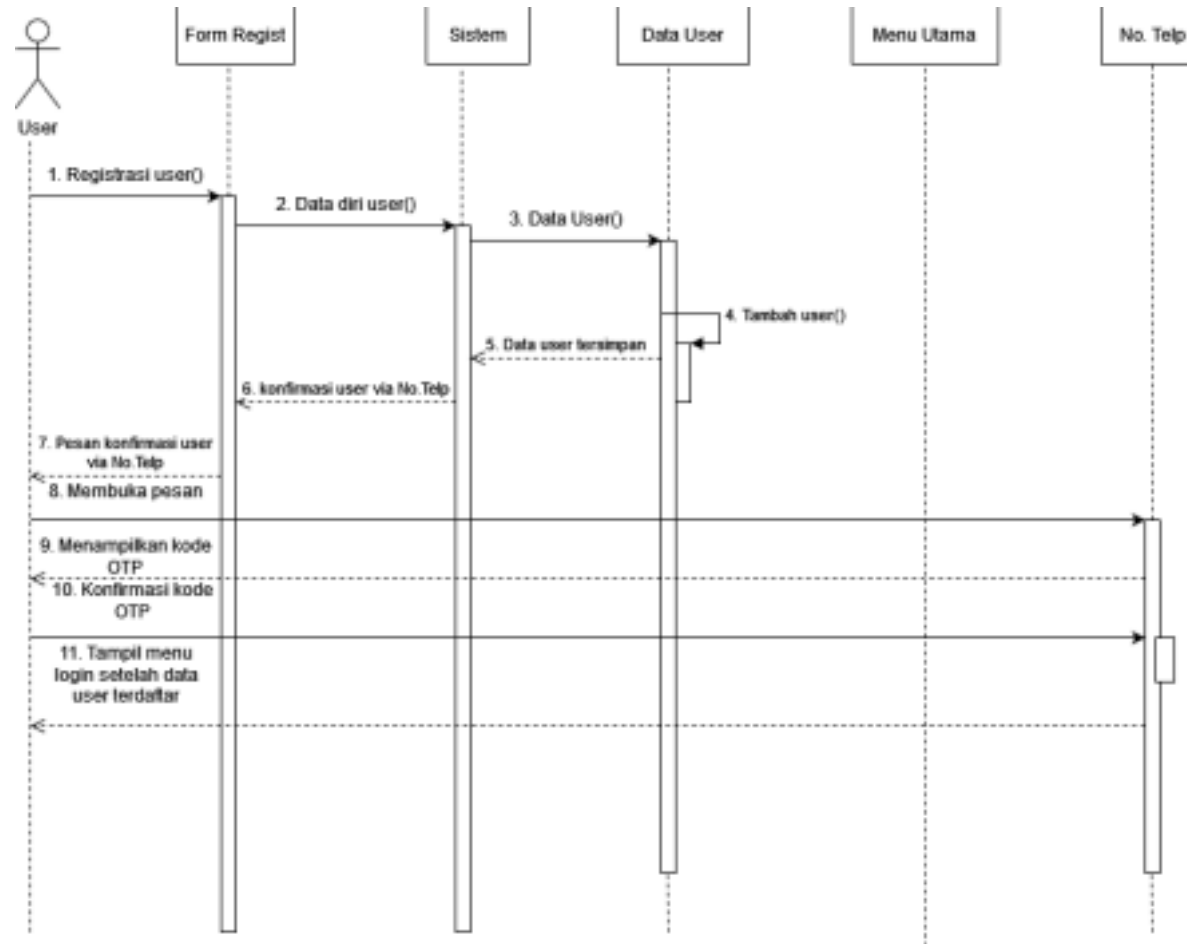 Form Regist
Sistem
Data User
Menu Utama
No. Telp
User
1. Registrasi user()
2. Data diri user()
3. Data User()
4. Tambah user()
5. Data user tersimpan
6. konfirmasi user via No.Telp
7. Pesan konfirmasi user
via No.Telp
8. Membuka pesan
9. Menampilkan kode
OTP
10. Konfirmasi kode
OTP
11. Tampil menu
login setelah data
user terdaftar